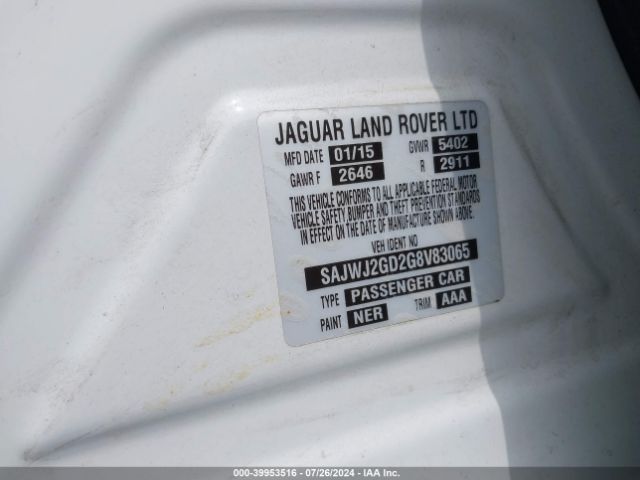 JAGUAR LAND ROVER LTD
MFD DATE 01/15 GVWR 5402
GAWR F 2646 R 2911
THIS VEHICLE CONFORMS TO ALL APPLICABLE FEDERAL MOTOR
VEHICLE SAFETY BUMPER AND THEFT PREVENTION STANDARDS
IN EFFECT ON THE DATE OF MANUFACTURE SHOWN ABOVE.
VEH IDENT NO
SAJWJ2GD2G8V83065
TYPE PASSENGER CAR
PAINT NER TRIM AAA
000-39953516 - 07/26/2024 - IAA Inc.